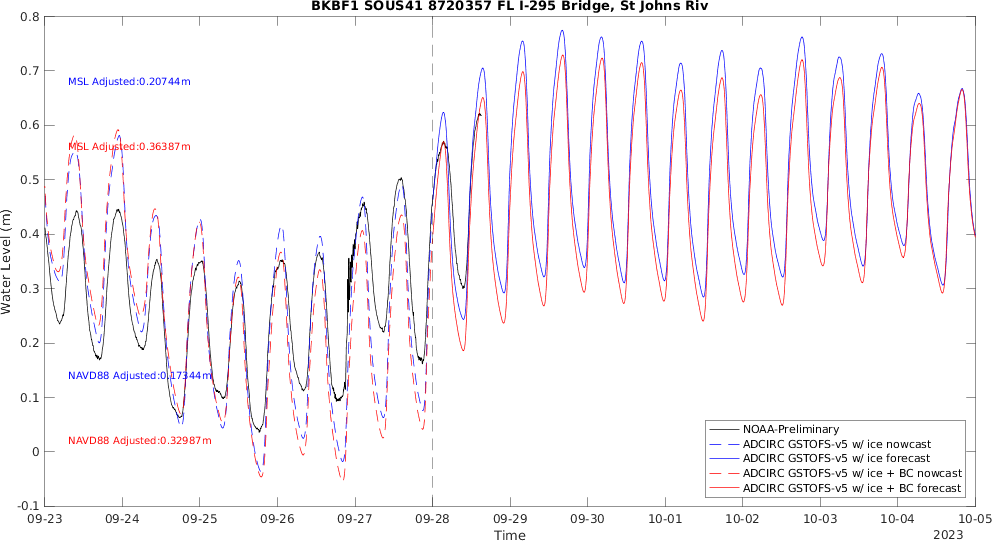 BKBF1 SOUS41 8720357 FL I-295 Bridge, St Johns Riv
0.8
0.7
0.6
0.5
0.4
0.3
0.2
0.1
0
-0.1
Water Level (m)
MSL Adjusted:0.20744m
MSL Adjusted:0.36387m
NAVD88 Adjusted:0.17344m
NAVD88 Adjusted:0.32987m
NOAA-Preliminary
ADCIRC GSTOFS-v5 w/ ice nowcast
ADCIRC GSTOFS-v5 w/ ice forecast
ADCIRC GSTOFS-v5 w/ ice + BC nowcast
ADCIRC GSTOFS-v5 w/ ice + BC forecast
09-23 09-24 09-25 09-26 09-27 09-28 09-29 09-30 10-01 10-02 10-03 10-04 10-05
Time
2023